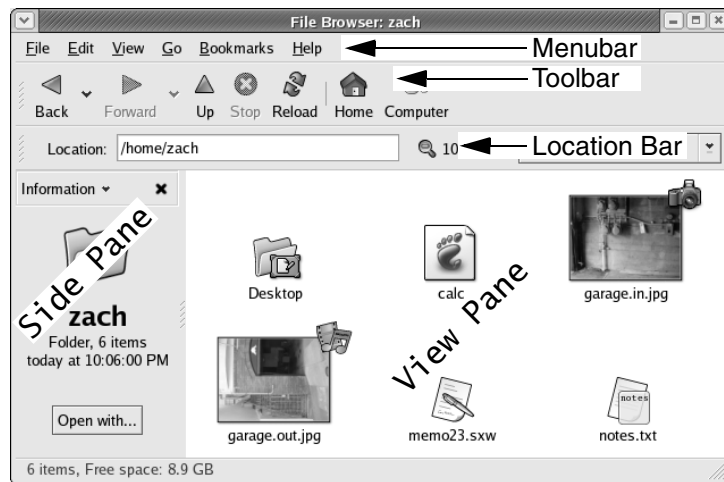 File Browser: zach
File Edit View Go Bookmarks Help
Menubar
Toolbar
Back Forward Up Stop Reload Home Computer
Location: /home/zach
10
Location Bar
Information
Side Pane
zach
Folder, 6 items
today at 10:06:00 PM
Open with...
Desktop
calc
garage.in.jpg
View Pane
garage.out.jpg
memo23.sxw
notes
notes.txt
6 items, Free space: 8.9 GB